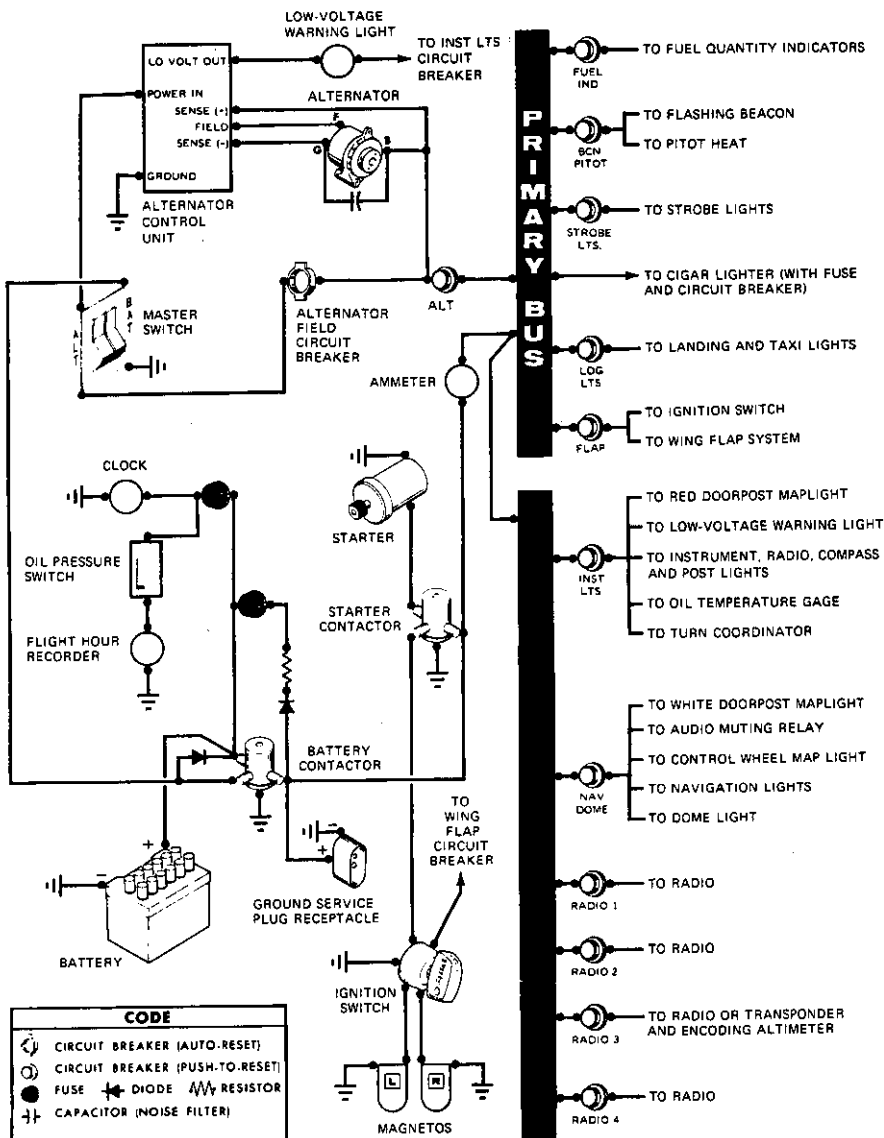 LOW-VOLTAGE
WARNING LIGHT
TO INST LTS
CIRCUIT
BREAKER
LO VOLT OUT
POWER IN
SENSE (+)
FIELD
SENSE (-)
GROUND
ALTERNATOR
F
G
B
ALTERNATOR
CONTROL
UNIT
BAT
ALT
MASTER
SWITCH
ALTERNATOR
FIELD
CIRCUIT
BREAKER
ALT
AMMETER
CLOCK
OIL PRESSURE
SWITCH
FLIGHT HOUR
RECORDER
STARTER
STARTER
CONTACTOR
BATTERY
CONTACTOR
+
-
BATTERY
-
+
GROUND SERVICE
PLUG RECEPTACLE
TO
WING
FLAP
CIRCUIT
BREAKER
IGNITION
SWITCH
L
R
MAGNETOS
PRIMARY BUS
FUEL
IND
TO FUEL QUANTITY INDICATORS
BCN
PITOT
TO FLASHING BEACON
TO PITOT HEAT
STROBE
LTS.
TO STROBE LIGHTS
TO CIGAR LIGHTER (WITH FUSE
AND CIRCUIT BREAKER)
LDG
LTS
TO LANDING AND TAXI LIGHTS
FLAP
TO IGNITION SWITCH
TO WING FLAP SYSTEM
INST
LTS
TO RED DOORPOST MAPLIGHT
TO LOW-VOLTAGE WARNING LIGHT
TO INSTRUMENT, RADIO, COMPASS
AND POST LIGHTS
TO OIL TEMPERATURE GAGE
TO TURN COORDINATOR
NAV
DOME
TO WHITE DOORPOST MAPLIGHT
TO AUDIO MUTING RELAY
TO CONTROL WHEEL MAP LIGHT
TO NAVIGATION LIGHTS
TO DOME LIGHT
RADIO 1
TO RADIO
RADIO 2
TO RADIO
RADIO 3
TO RADIO OR TRANSPONDER
AND ENCODING ALTIMETER
RADIO 4
TO RADIO
CODE
CIRCUIT BREAKER (AUTO-RESET)
CIRCUIT BREAKER (PUSH-TO-RESET)
FUSE DIODE RESISTOR
CAPACITOR (NOISE FILTER)